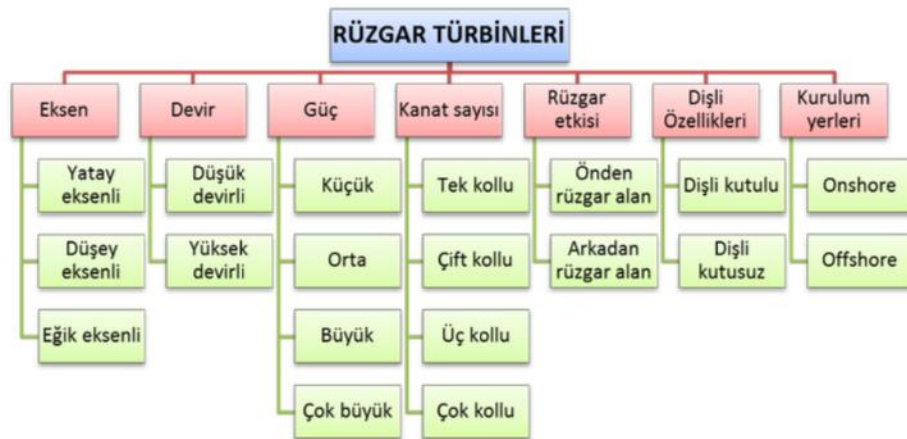 RÜZGAR TÜRBİNLERİ
Eksen
Yatay
eksenli
Düşey
eksenli
Eğik eksenli
Devir
Düşük
devirli
Yüksek
devirli
Güç
Küçük
Orta
Büyük
Çok büyük
Kanat sayısı
Tek kollu
Çift kollu
Üç kollu
Çok kollu
Rüzgar
etkisi
Önden
rüzgar alan
Arkadan
rüzgar alan
Dişli
Özellikleri
Dişli kutulu
Dişli
kutusuz
Kurulum
yerleri
Onshore
Offshore